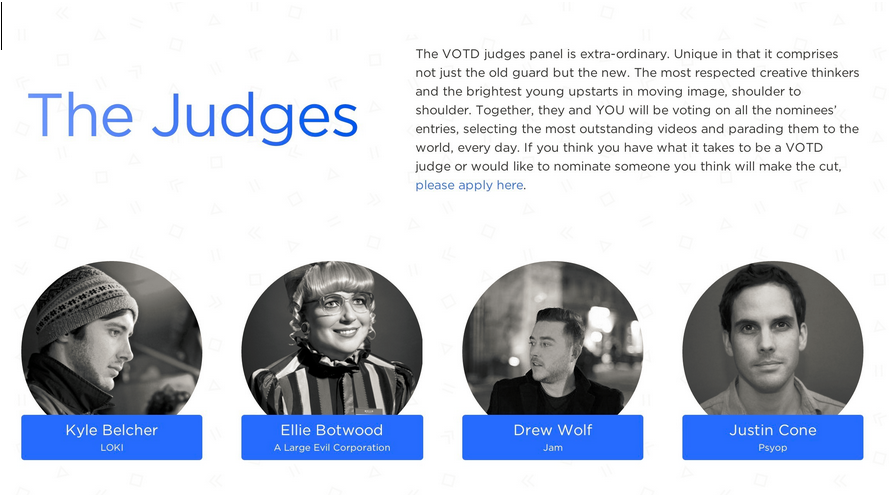 The Judges
The VOTD judges panel is extra-ordinary. Unique in that it comprises
not just the old guard but the new. The most respected creative thinkers
and the brightest young upstarts in moving image, shoulder to
shoulder. Together, they and YOU will be voting on all the nominees’
entries, selecting the most outstanding videos and parading them to the
world, every day. If you think you have what it takes to be a VOTD
judge or would like to nominate someone you think will make the cut,
please apply here.
Kyle Belcher
LOKI
Ellie Botwood
A Large Evil Corporation
Drew Wolf
Jam
Justin Cone
Psyop